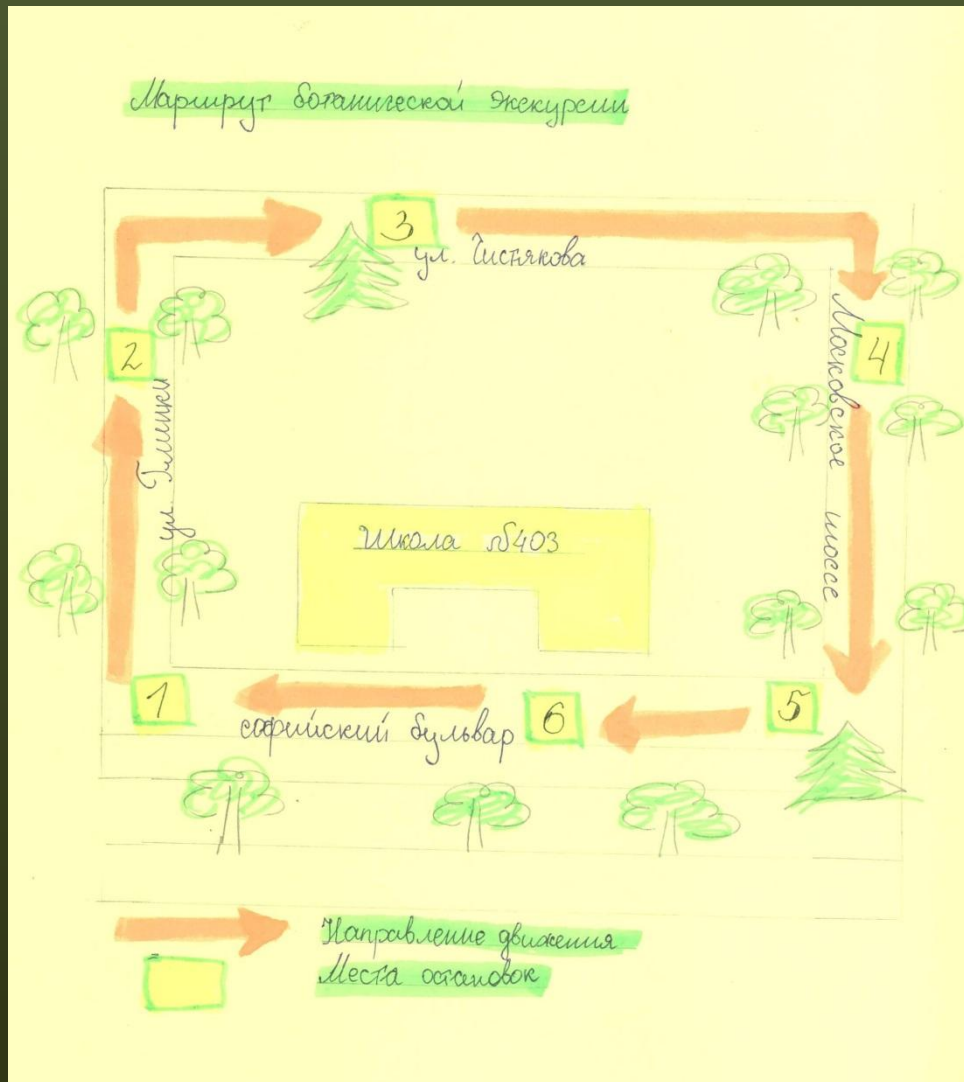 Маршрут ботанической экскурсии
3
ул. Чистякова
2
4
ул. Глинки
Московское шоссе
Школа №403
1
5
6
софийский бульвар
Направление движения
Места остановок